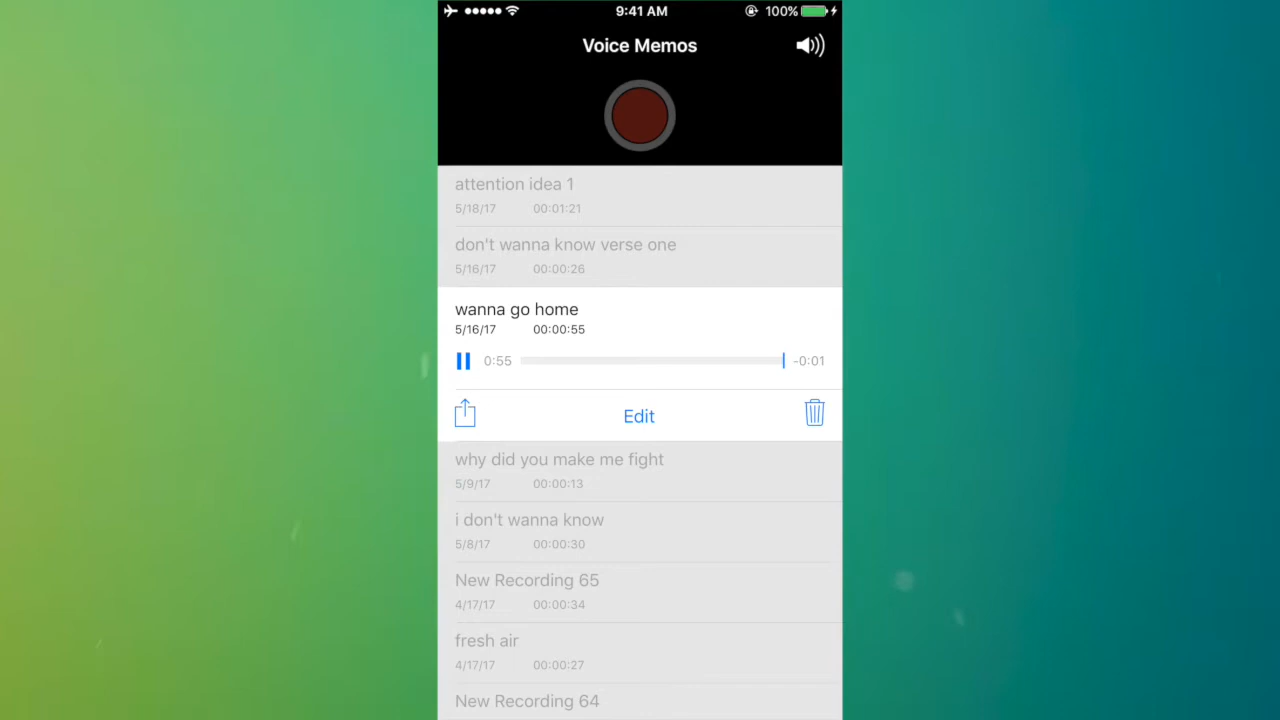 9:41 AM 100%
Voice Memos
attention idea 1
5/18/17 00:01:21
don't wanna know verse one
5/16/17 00:00:26
wanna go home
5/16/17 00:00:55
0:55 -0:01
Edit
why did you make me fight
5/9/17 00:00:13
i don't wanna know
5/8/17 00:00:30
New Recording 65
4/17/17 00:00:34
fresh air
4/17/17 00:00:27
New Recording 64